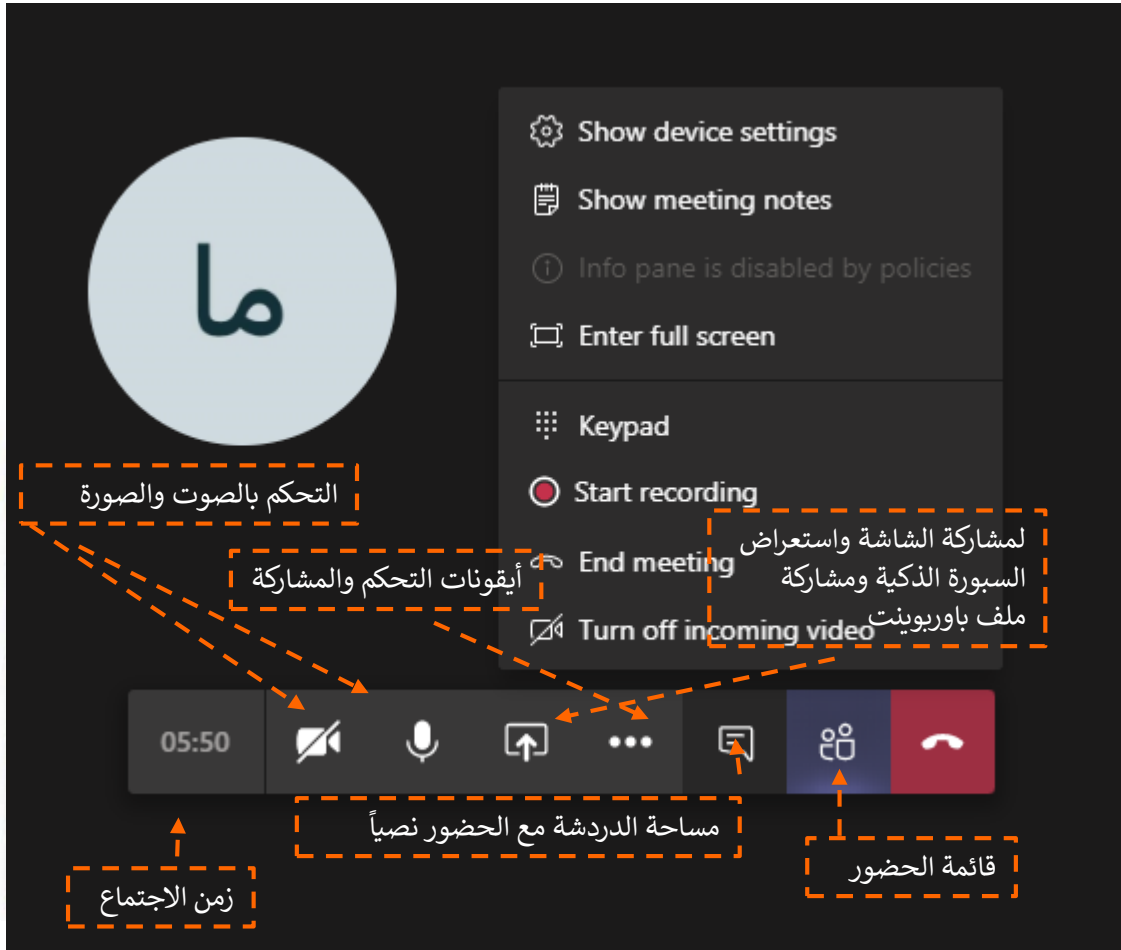 Show device settings
Show meeting notes
ما
Info pane is disabled by policies
Enter full screen
Keypad
التحكم بالصوت والصورة
Start recording
لمشاركة الشاشة واستعراض
السبورة الذكية ومشاركة
ملف باوربوينت
End meeting
أيقونات التحكم والمشاركة
Turn off incoming video
05:50
مساحة الدردشة مع الحضور نصياً
قائمة الحضور
زمن الاجتماع